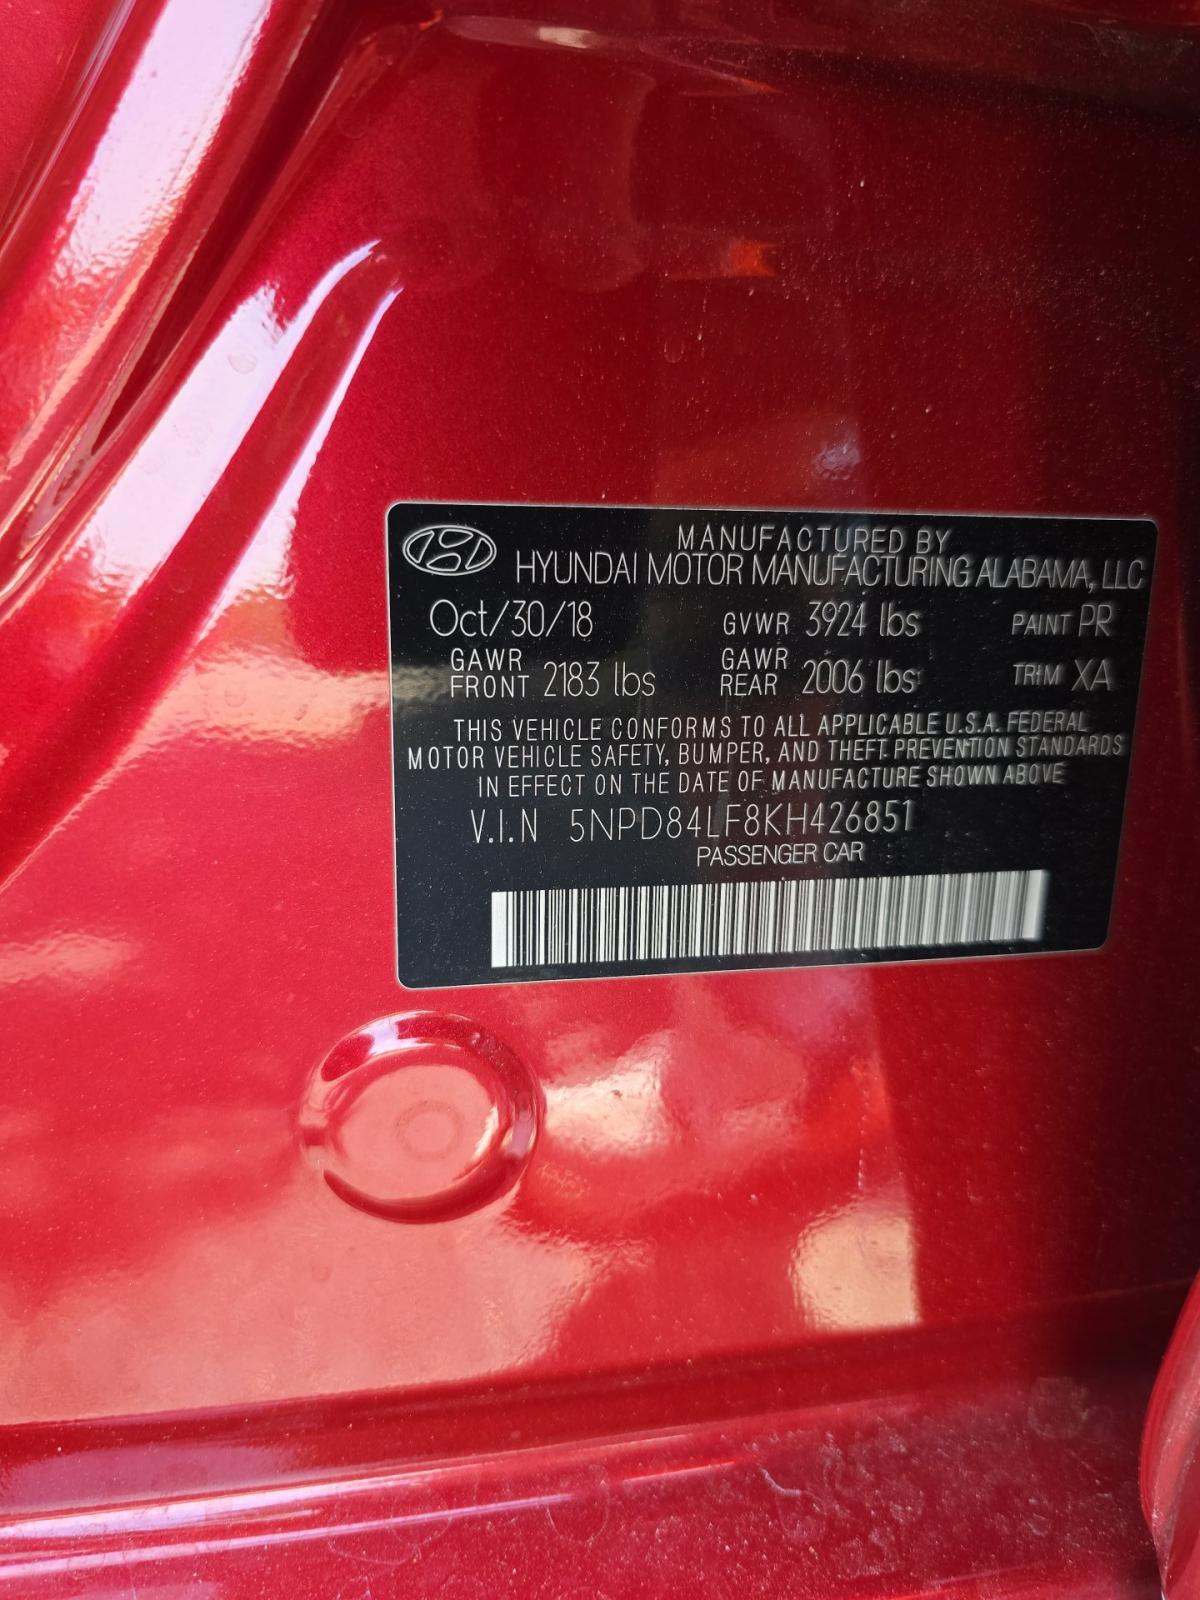 MANUFACTURED BY
HYUNDAI MOTOR MANUFACTURING ALABAMA, LLC
Oct/30/18 GVWR 3924 lbs PAINT PR
GAWR FRONT 2183 lbs GAWR REAR 2006 lbs TRIM XA
THIS VEHICLE CONFORMS TO ALL APPLICABLE U.S.A. FEDERAL
MOTOR VEHICLE SAFETY, BUMPER, AND THEFT PREVENTION STANDARDS
IN EFFECT ON THE DATE OF MANUFACTURE SHOWN ABOVE
V.I.N 5NPD84LF8KH426851
PASSENGER CAR